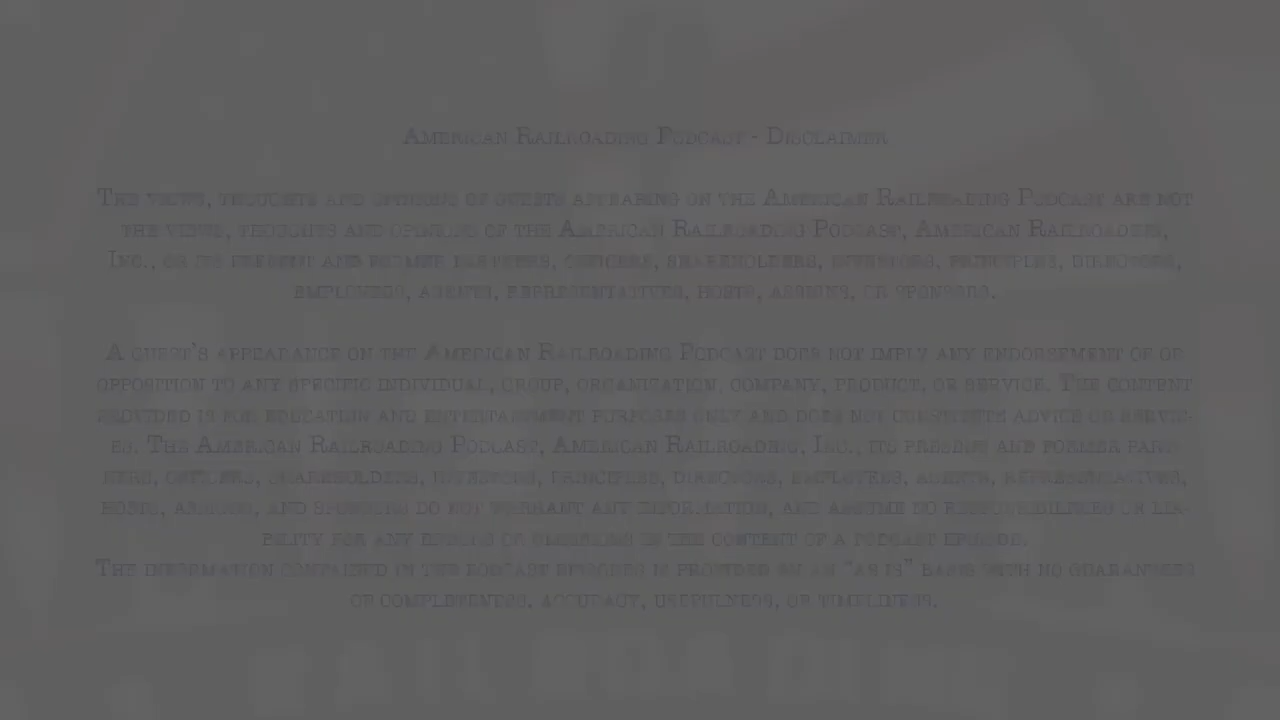 American Railroading Podcast - Disclaimer
The views, thoughts and opinions of guests appearing on the American Railroading Podcast are not
the views, thoughts and opinions of the American Railroading Podcast, American Railroading,
Inc., or its present and former partners, officers, shareholders, investors, principles, directors,
employees, agents, representatives, hosts, assigns, or sponsors.
A guest's appearance on the American Railroading Podcast does not imply any endorsement of or
opposition to any specific individual, group, organization, company, product, or service. The content
provided is for education and entertainment purposes only and does not constitute advice or servic-
es. The American Railroading Podcast, American Railroading, Inc., its present and former part-
ners, officers, shareholders, investors, principles, directors, employees, agents, representatives,
hosts, assigns, and sponsors do not warrant any information, and assume no responsibilities or lia-
bility for any errors or omissions in the content of a podcast episode.
The information contained in the podcast episodes is provided on an "as is" basis with no guarantees
of completeness, accuracy, usefulness, or timeliness.